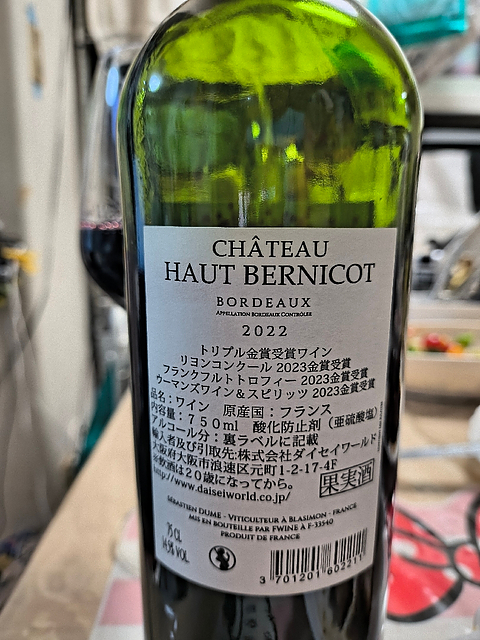 CHÂTEAU
HAUT BERNICOT
BORDEAUX
APPELLATION BORDEAUX CONTRÔLÉE
2022
トリプル金賞受賞ワイン
リヨンコンクール 2023金賞受賞
フランクフルトトロフィー 2023金賞受賞
ウーマンズワイン&スピリッツ 2023金賞受賞
品名:ワイン 原産国:フランス
内容量:750ml 酸化防止剤(亜硫酸塩)
アルコール分:裏ラベルに記載
輸入者及び引取先:株式会社ダイセイワールド
大阪府大阪市浪速区元町1-2-17-4F
※飲酒は20歳になってから。
http://www.daiseiworld.co.jp/
果実酒
SÉBASTIEN DUME - VITICULTEUR À BLASIMON - FRANCE
MIS EN BOUTEILLE PAR FWINE À F-33540
PRODUIT DE FRANCE
75 CL
14.5% VOL
3 701201 602211